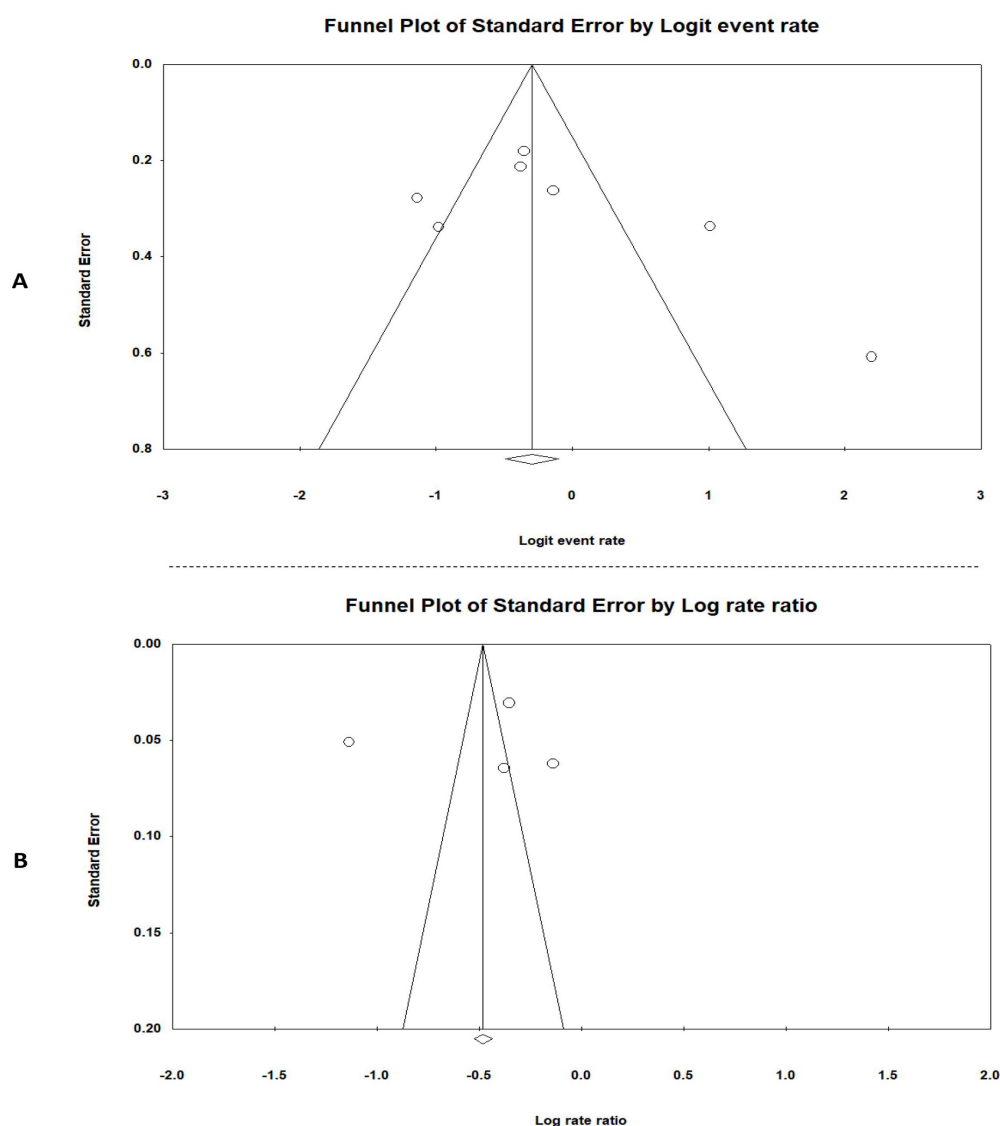 Funnel Plot of Standard Error by Logit event rate
0.0
0.2
0.4
0.6
0.8
A
Standard Error
-3 -2 -1 0 1 2 3
Logit event rate
Funnel Plot of Standard Error by Log rate ratio
0.00
0.05
0.10
0.15
0.20
B
Standard Error
-2.0 -1.5 -1.0 -0.5 0.0 0.5 1.0 1.5 2.0
Log rate ratio